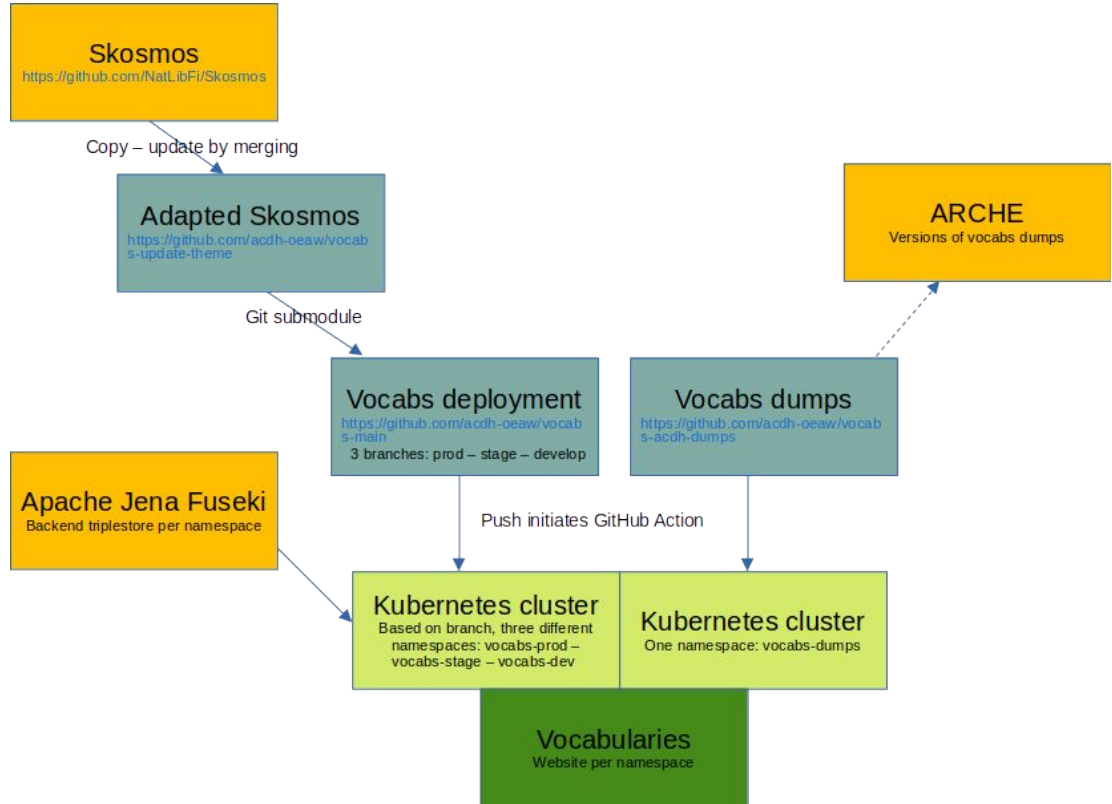 Skosmos
https://github.com/NatLibFi/Skosmos
Copy – update by merging
Adapted Skosmos
https://github.com/acdh-oeaw/vocab
s-update-theme
ARCHE
Versions of vocabs dumps
Git submodule
Vocabs deployment
https://github.com/acdh-oeaw/vocab
s-main
3 branches: prod – stage – develop
Vocabs dumps
https://github.com/acdh-oeaw/vocab
s-acdh-dumps
Apache Jena Fuseki
Backend triplestore per namespace
Push initiates GitHub Action
Kubernetes cluster
Based on branch, three different
namespaces: vocabs-prod –
vocabs-stage – vocabs-dev
Kubernetes cluster
One namespace: vocabs-dumps
Vocabularies
Website per namespace